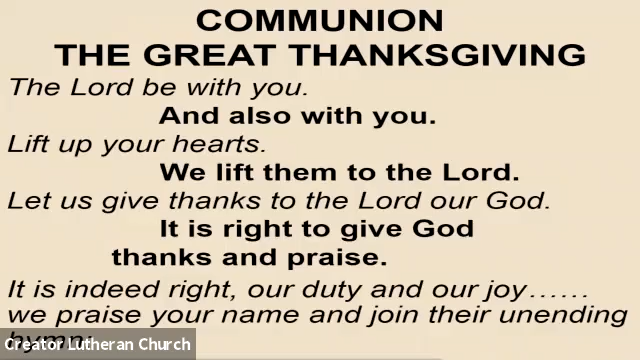 COMMUNION
THE GREAT THANKSGIVING
The Lord be with you.
And also with you.
Lift up your hearts.
We lift them to the Lord.
Let us give thanks to the Lord our God.
It is right to give God
thanks and praise.
It is indeed right, our duty and our joy……
we praise your name and join their unending
Creator Lutheran Church